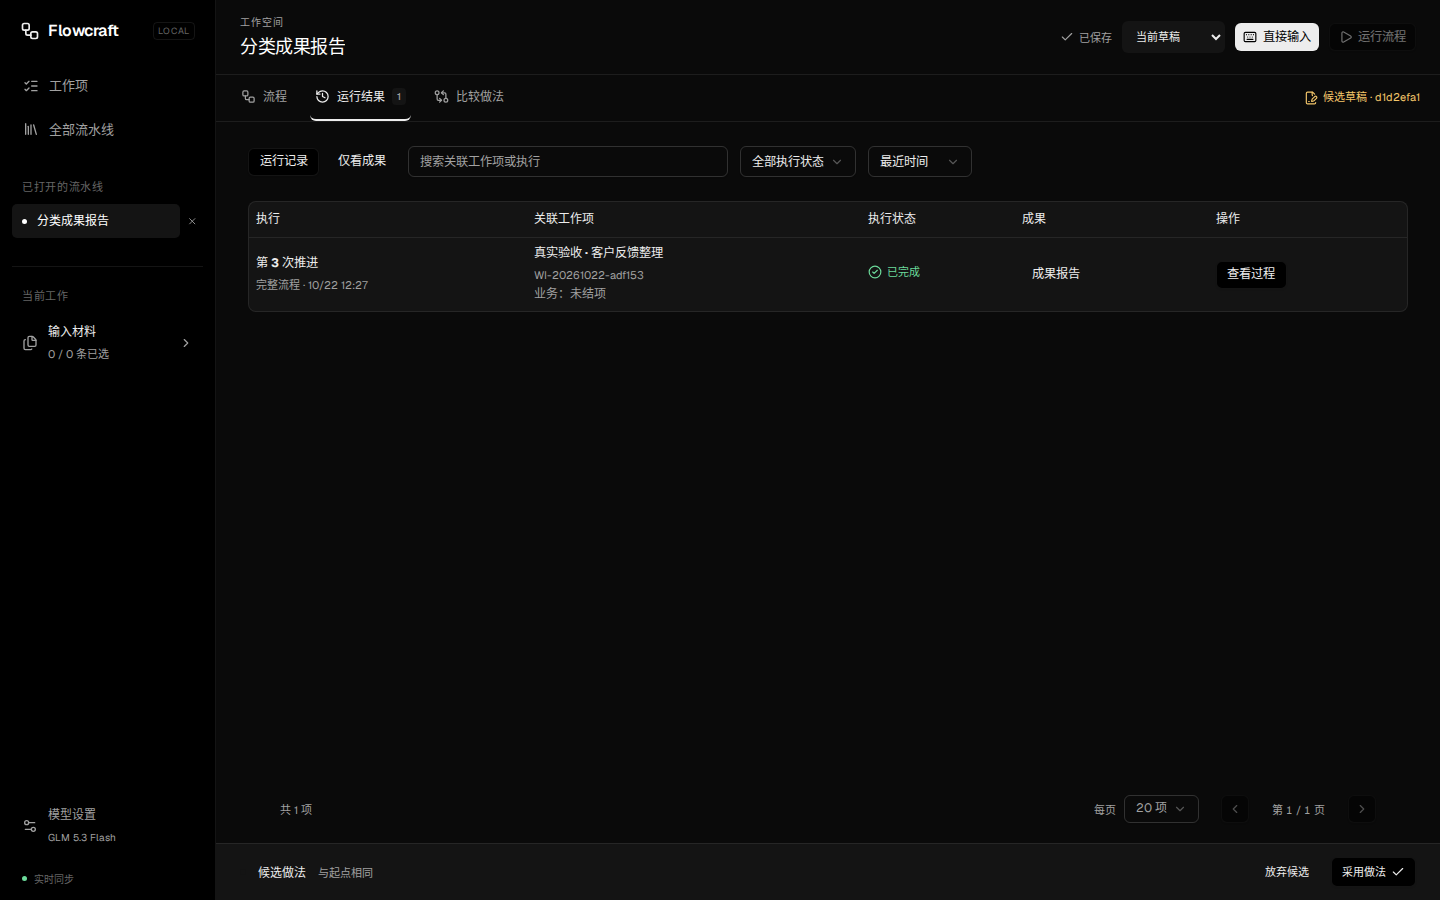 Flowcraft
LOCAL
工作项
全部流水线
已打开的流水线
分类成果报告
当前工作
输入材料
0 / 0 条已选
模型设置
GLM 5.3 Flash
实时同步
工作空间
分类成果报告
已保存
当前草稿
直接输入
运行流程
流程
运行结果 1
比较做法
候选草稿 · d1d2efa1
运行记录
仅看成果
搜索关联工作项或执行
全部执行状态
最近时间
执行
关联工作项
执行状态
成果
操作
第 3 次推进
完整流程 · 10/22 12:27
真实验收 · 客户反馈整理
WI-20261022-adf153
业务：未结项
已完成
成果报告
查看过程
共 1 项
每页
20 项
第 1 / 1 页
候选做法
与起点相同
放弃候选
采用做法